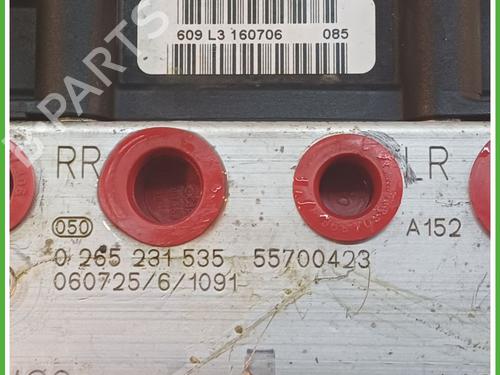 609 L3 160706 085
RR LR
050 A152
0 265 231 535 55700423
060725/6/1091
B-PARTS